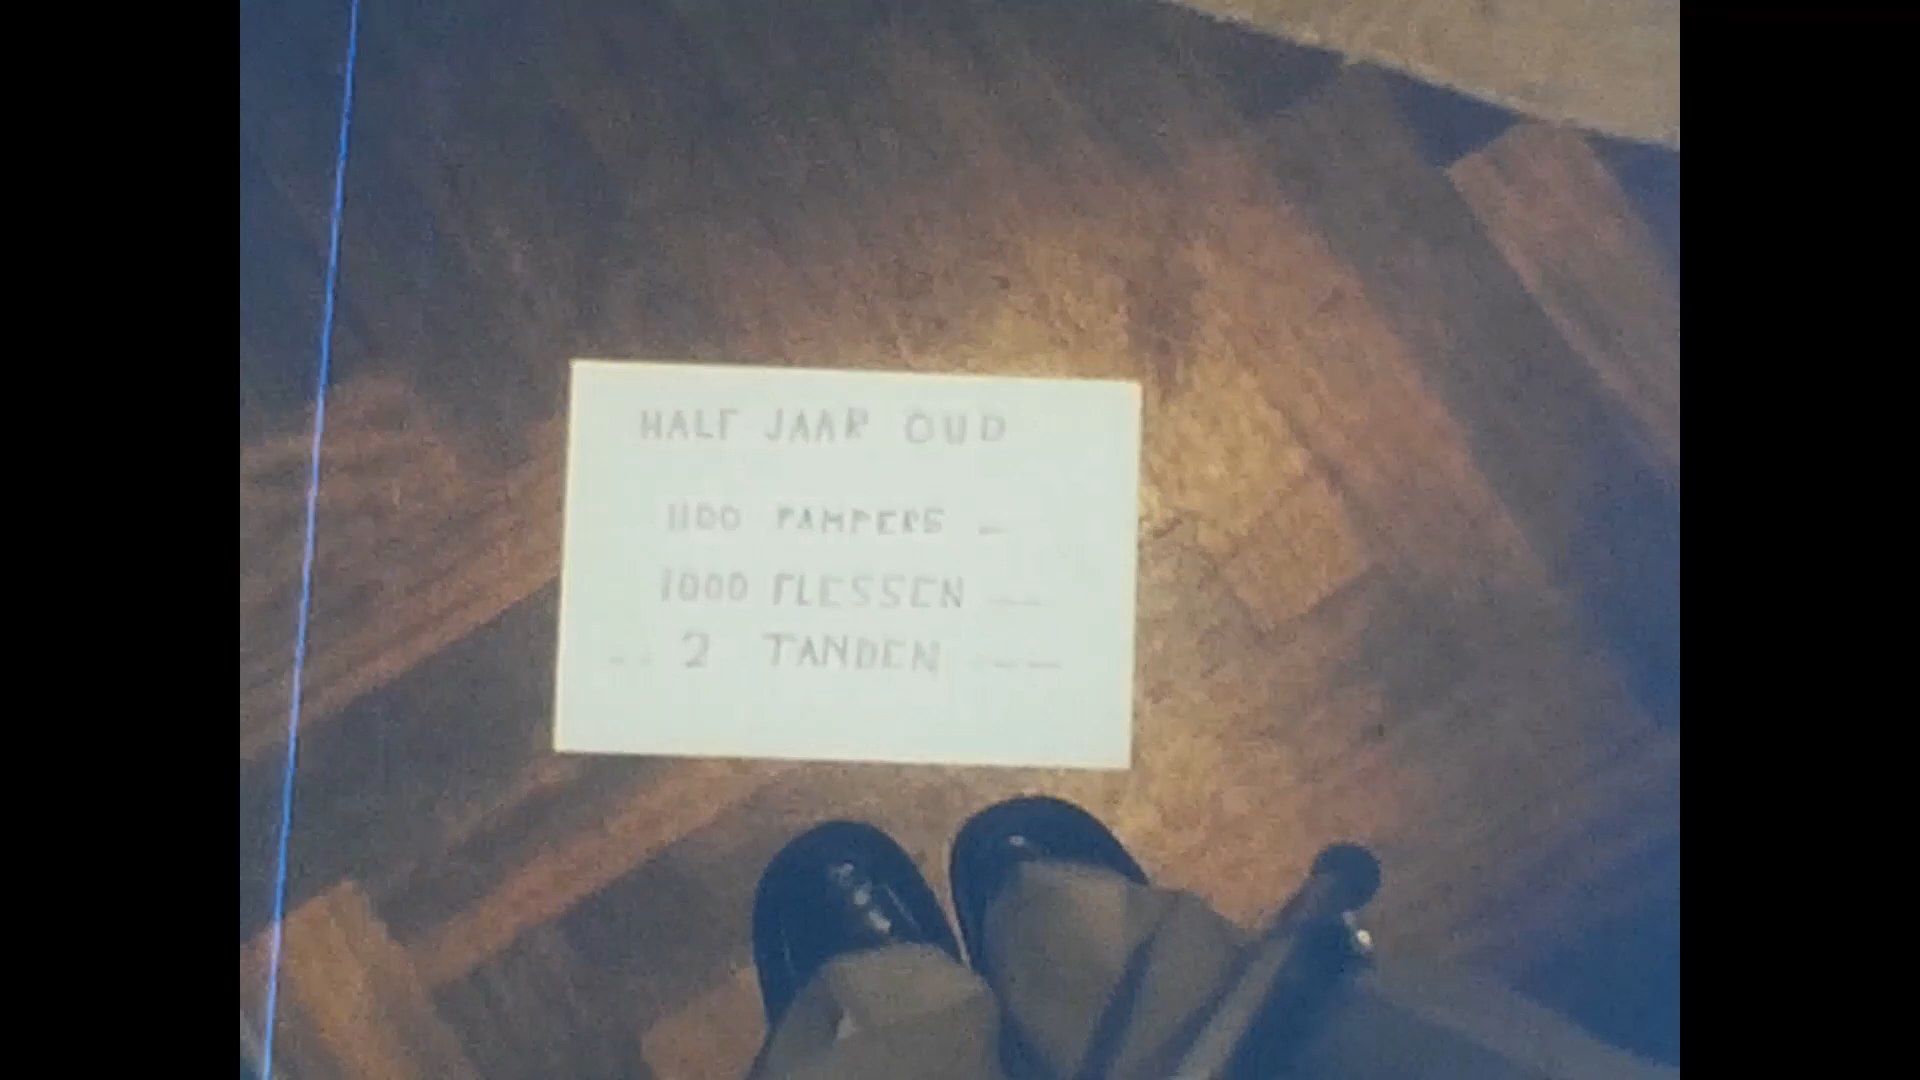 HALF JAAR OUD
1100 PAMPERS -
1000 FLESSEN --
-- 2 TANDEN ---